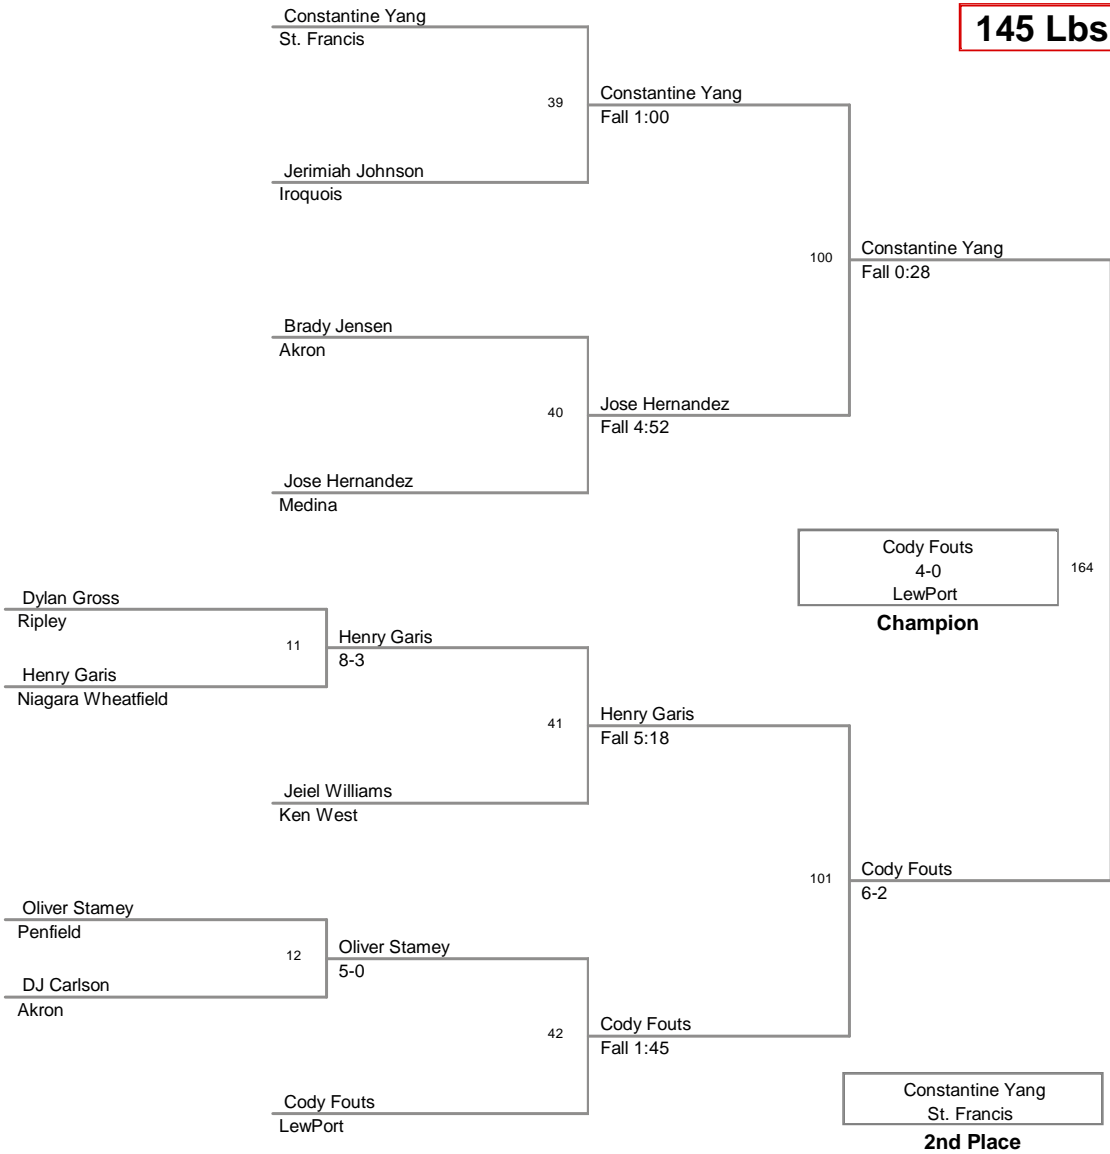 145 Lbs
Constantine Yang
St. Francis
39
Constantine Yang
Fall 1:00
Jerimiah Johnson
Iroquois
100
Constantine Yang
Fall 0:28
Brady Jensen
Akron
40
Jose Hernandez
Fall 4:52
Jose Hernandez
Medina
Cody Fouts
4-0
LewPort
164
Champion
Dylan Gross
Ripley
11
Henry Garis
8-3
Henry Garis
Niagara Wheatfield
41
Henry Garis
Fall 5:18
Jeiel Williams
Ken West
101
Cody Fouts
6-2
Oliver Stamey
Penfield
12
Oliver Stamey
5-0
DJ Carlson
Akron
42
Cody Fouts
Fall 1:45
Cody Fouts
LewPort
Constantine Yang
St. Francis
2nd Place